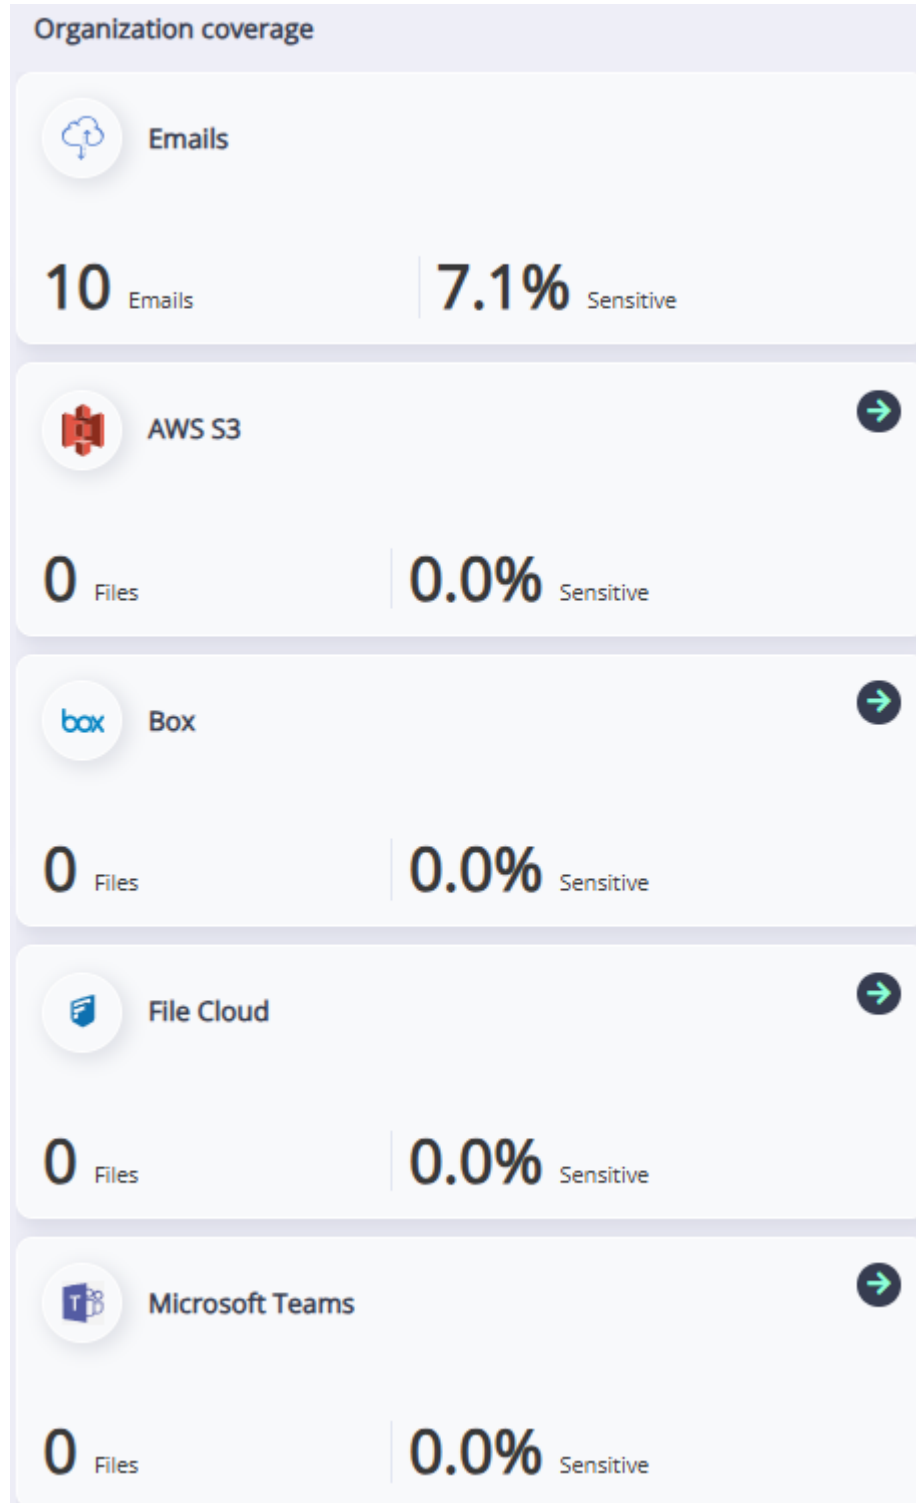 Organization coverage
Emails
10 Emails 7.1% Sensitive
AWS S3
0 Files 0.0% Sensitive
box Box
0 Files 0.0% Sensitive
File Cloud
0 Files 0.0% Sensitive
T Microsoft Teams
0 Files 0.0% Sensitive